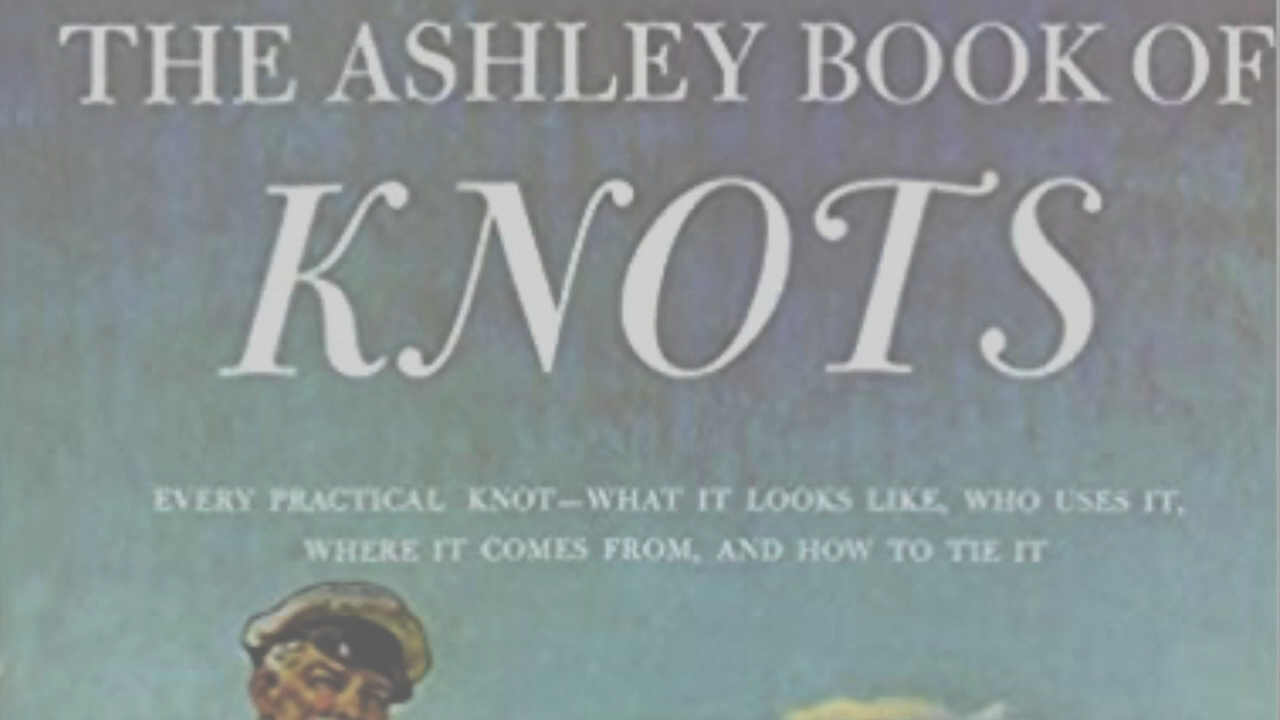 THE ASHLEY BOOK OF
KNOTS
EVERY PRACTICAL KNOT—WHAT IT LOOKS LIKE, WHO USES IT,
WHERE IT COMES FROM, AND HOW TO TIE IT